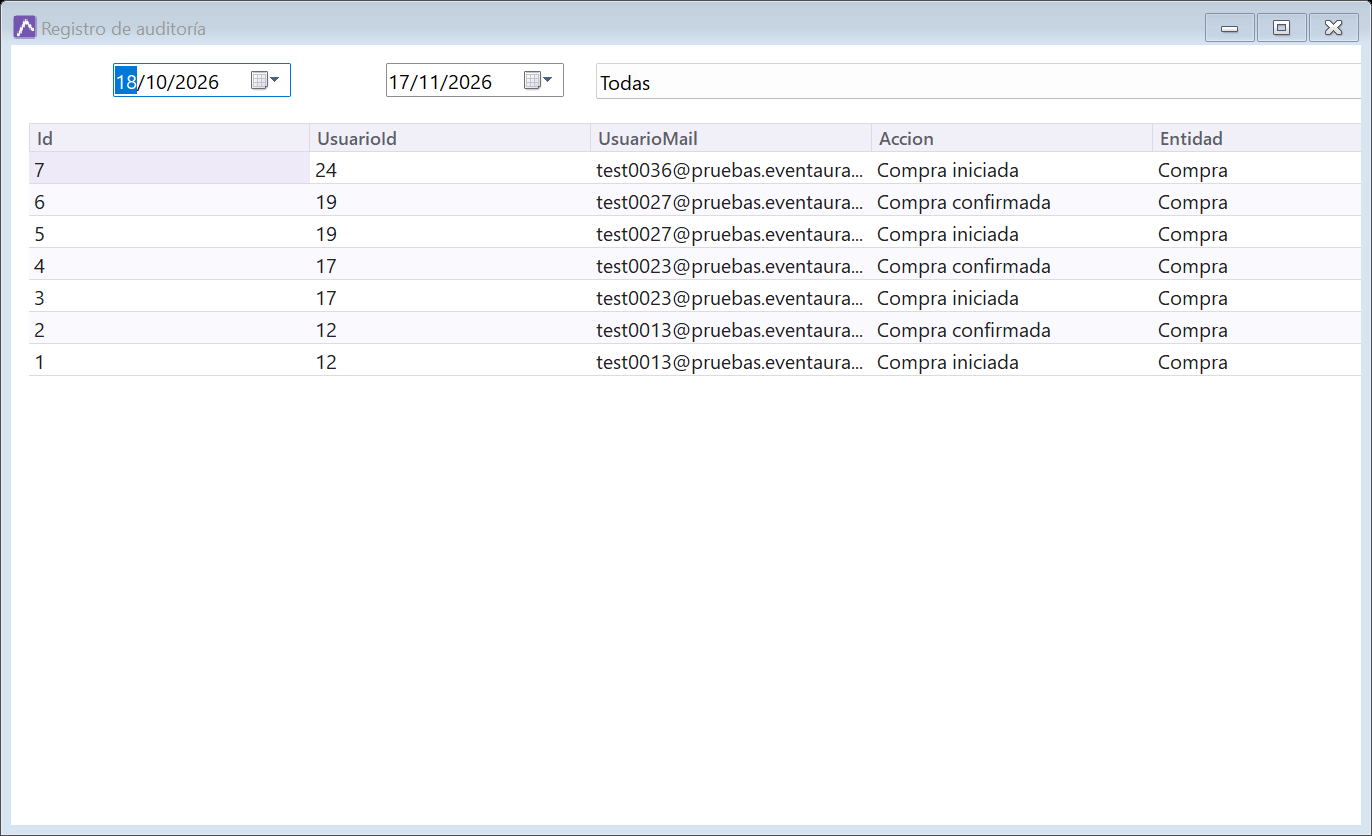 Registro de auditoría
18/10/2026 17/11/2026 Todas
Id UsuarioId UsuarioMail Accion Entidad
7 24 test0036@pruebas.eventaura... Compra iniciada Compra
6 19 test0027@pruebas.eventaura... Compra confirmada Compra
5 19 test0027@pruebas.eventaura... Compra iniciada Compra
4 17 test0023@pruebas.eventaura... Compra confirmada Compra
3 17 test0023@pruebas.eventaura... Compra iniciada Compra
2 12 test0013@pruebas.eventaura... Compra confirmada Compra
1 12 test0013@pruebas.eventaura... Compra iniciada Compra